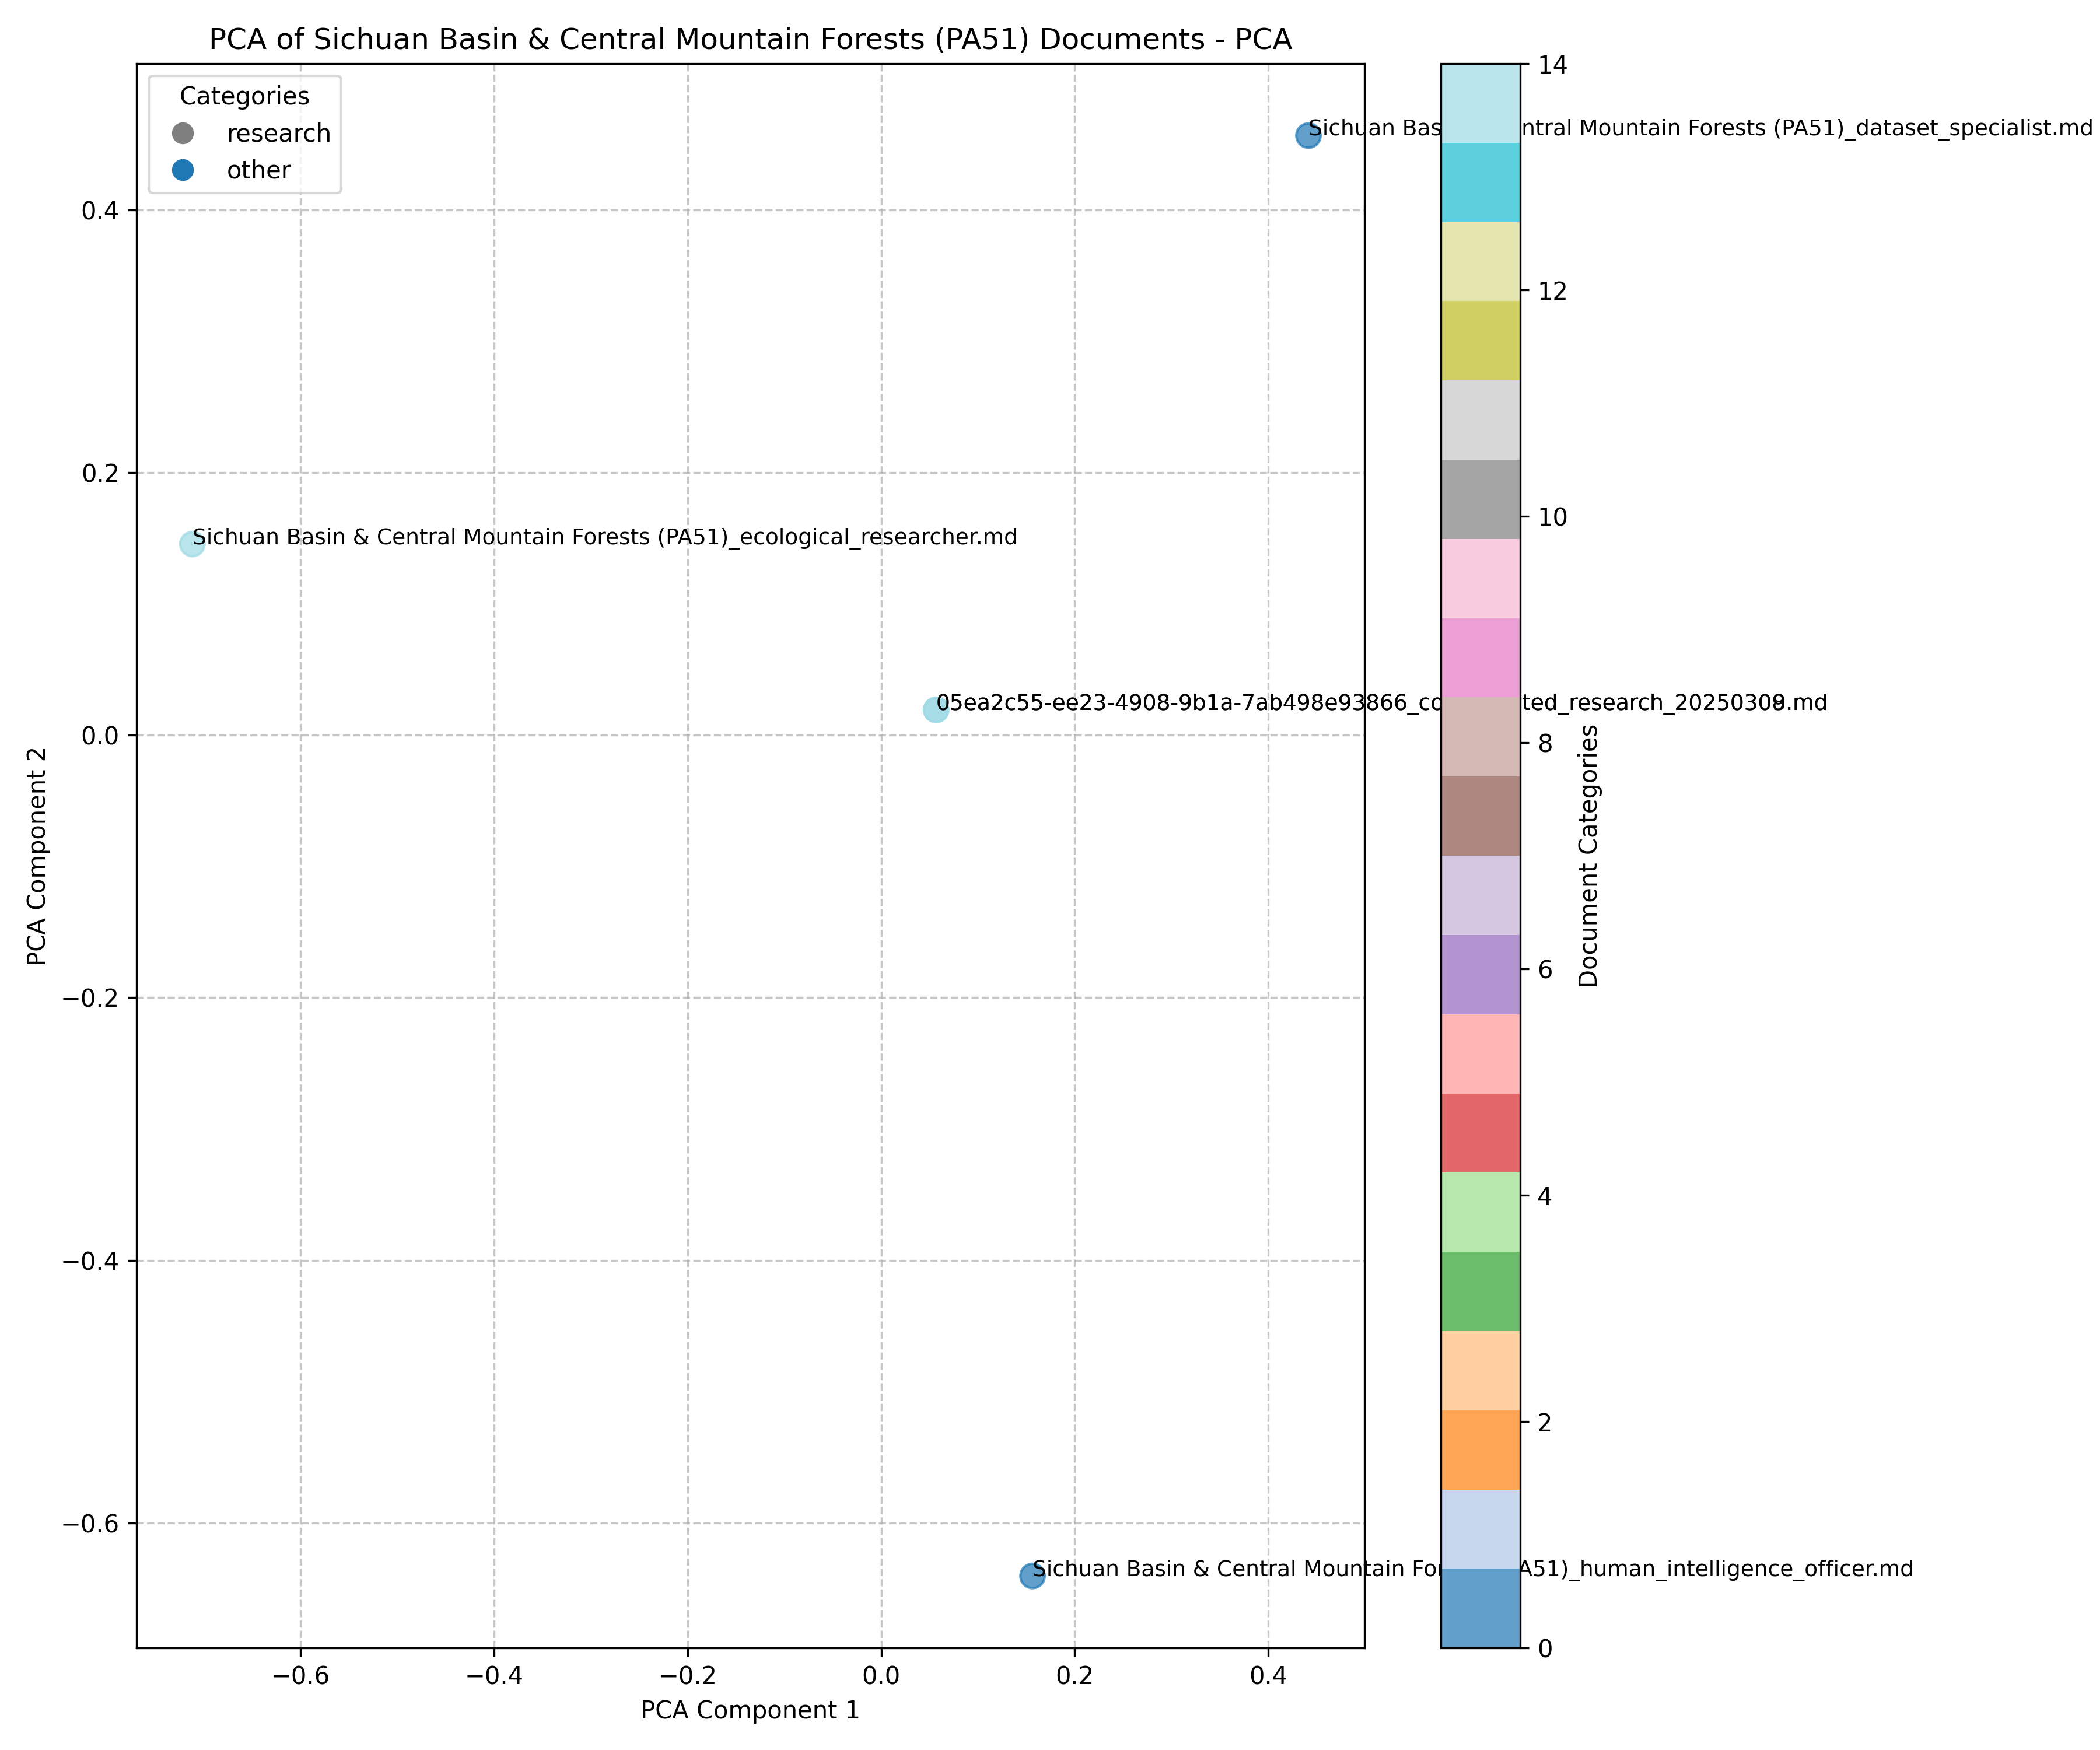 PCA of Sichuan Basin & Central Mountain Forests (PA51) Documents - PCA
Categories
research
other
Sichuan Bas ntral Mountain Forests (PA51)_dataset_specialist.md
Sichuan Basin & Central Mountain Forests (PA51)_ecological_researcher.md
05ea2c55-ee23-4908-9b1a-7ab498e93866_co ted_research_2025030 .md
Sichuan Basin & Central Mountain For A51)_human_intelligence_officer.md
0.4
0.2
0.0
−0.2
−0.4
−0.6
PCA Component 2
−0.6
−0.4
−0.2
0.0
0.2
0.4
PCA Component 1
14
12
10
8
6
4
2
0
Document Categories